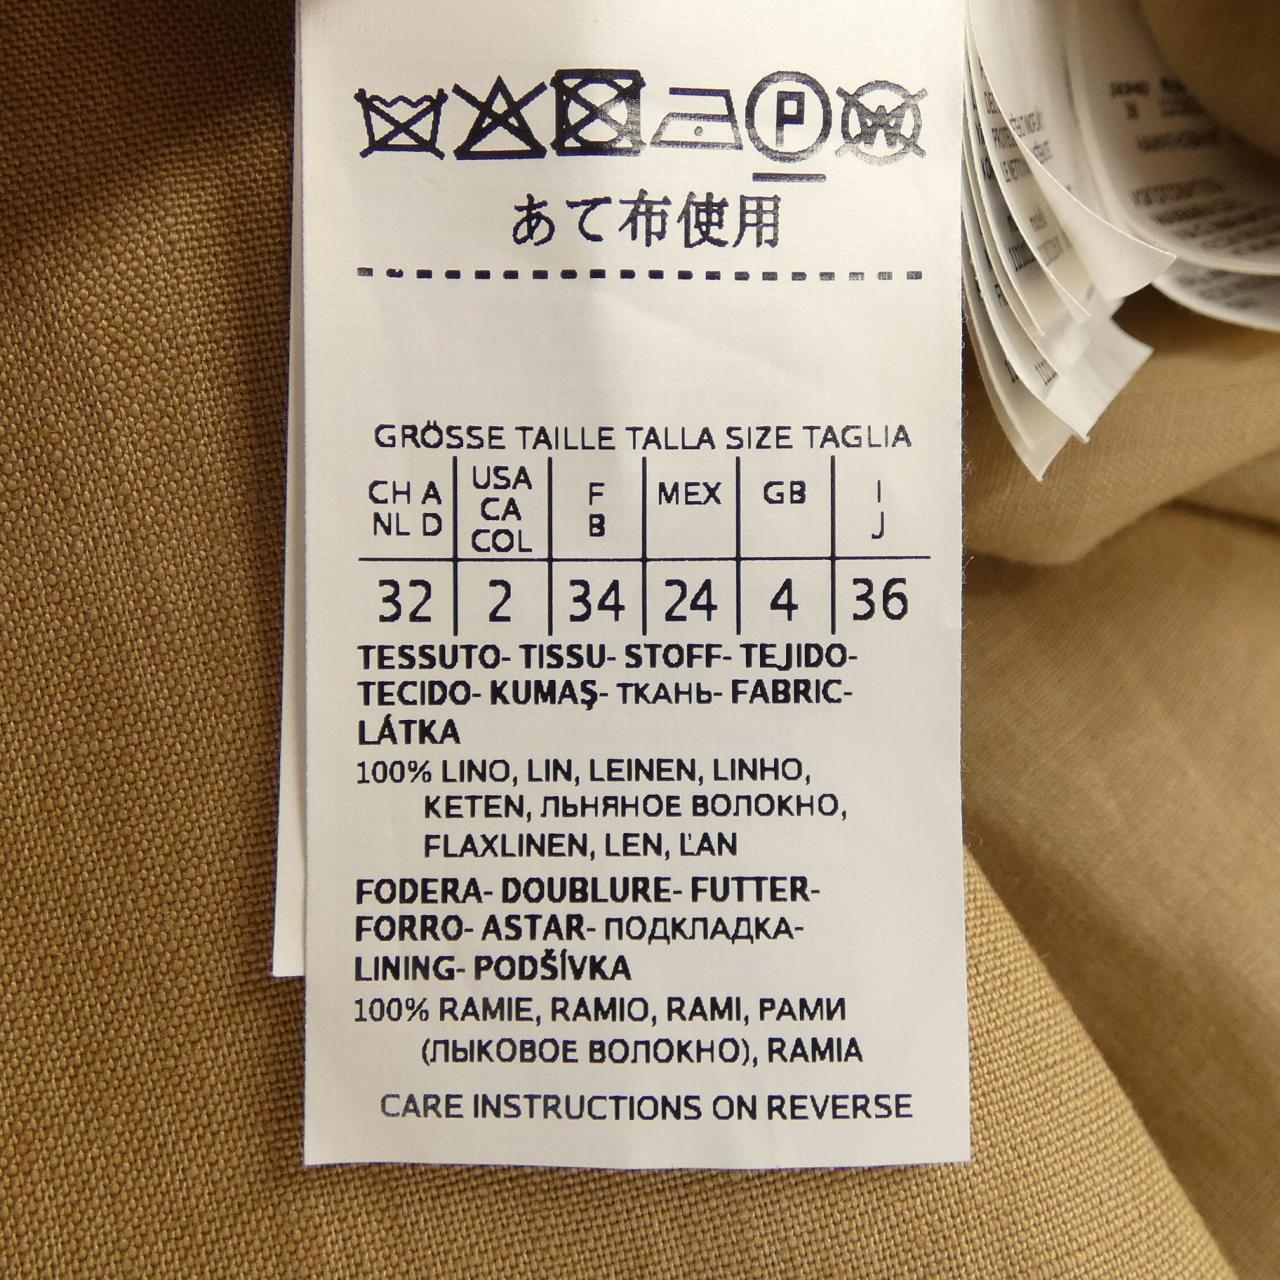 P W
あて布使用
GRÖSSE TAILLE TALLA SIZE TAGLIA
CH A NL D USA CA COL F B MEX GB I J
32 2 34 24 4 36
TESSUTO- TISSU- STOFF- TEJIDO-
TECIDO- KUMAŞ- ТКАНЬ- FABRIC-
LÁTKA
100% LINO, LIN, LEINEN, LINHO,
KETEN, ЛЬНЯНОЕ ВОЛОКНО,
FLAXLINEN, LEN, ĽAN
FODERA- DOUBLURE- FUTTER-
FORRO- ASTAR- ПОДКЛАДКА-
LINING- PODŠÍVKA
100% RAMIE, RAMIO, RAMI, РАМИ
(ЛЫКОВОЕ ВОЛОКНО), RAMIA
CARE INSTRUCTIONS ON REVERSE